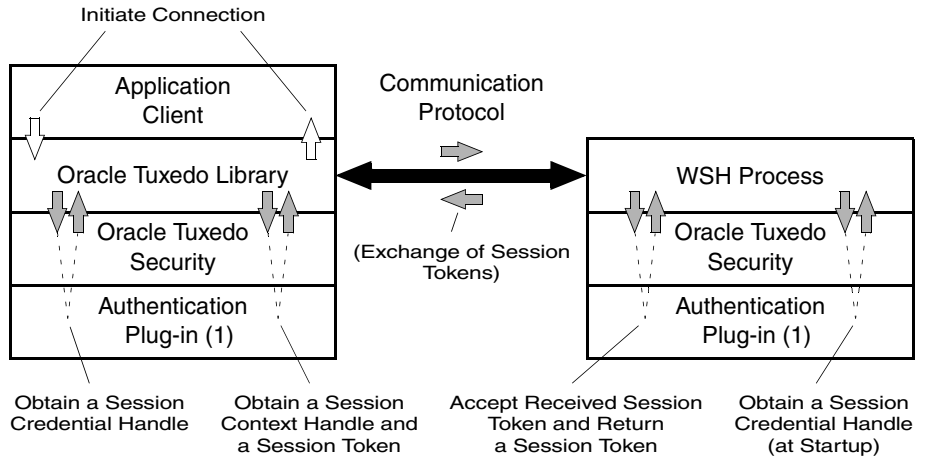 Initiate Connection
Application
Client
Oracle Tuxedo Library
Oracle Tuxedo
Security
Authentication
Plug-in (1)
Communication
Protocol
(Exchange of Session
Tokens)
WSH Process
Oracle Tuxedo
Security
Authentication
Plug-in (1)
Obtain a Session
Credential Handle
Obtain a Session
Context Handle and
a Session Token
Accept Received Session
Token and Return
a Session Token
Obtain a Session
Credential Handle
(at Startup)